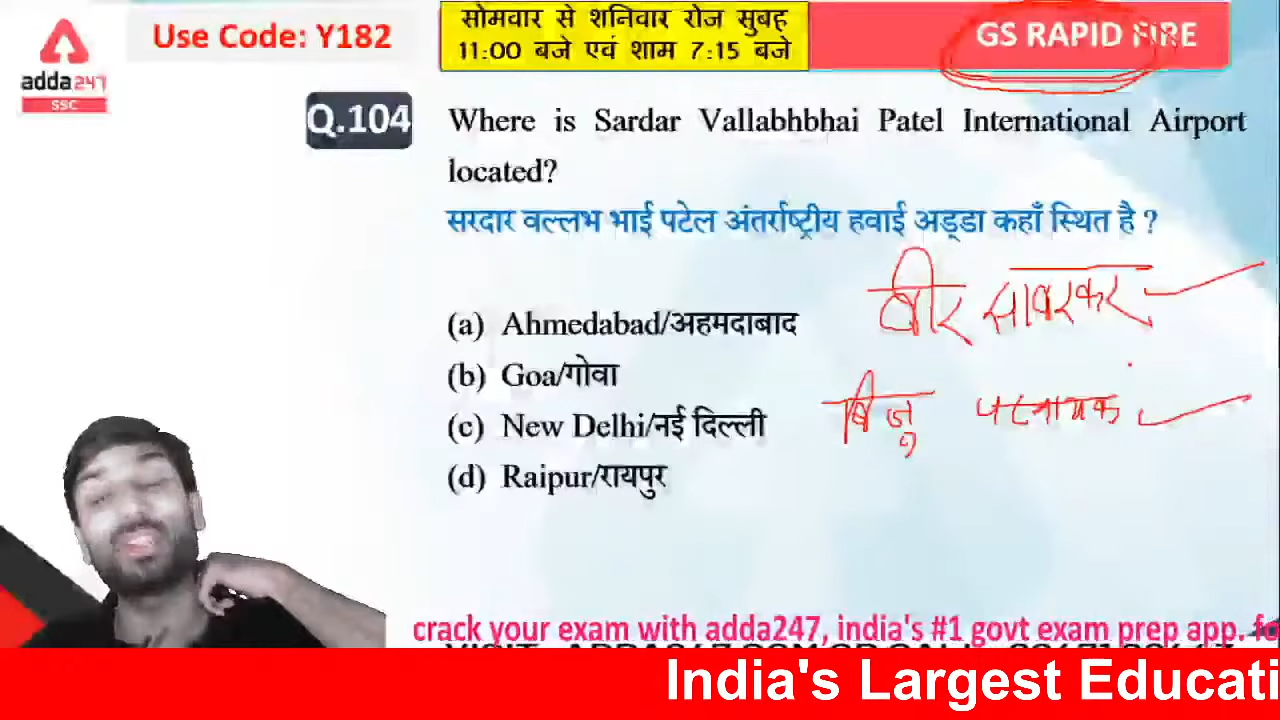 Use Code: Y182
सोमवार से शनिवार रोज सुबह
11:00 बजे एवं शाम 7:15 बजे
GS RAPID FIRE
adda247
SSC
Q.104
Where is Sardar Vallabhbhai Patel International Airport
located?
सरदार वल्लभ भाई पटेल अंतर्राष्ट्रीय हवाई अड्डा कहाँ स्थित है ?
वीर सावरकर
(a) Ahmedabad/अहमदाबाद
(b) Goa/गोवा
बिजू पटनायक
(c) New Delhi/नई दिल्ली
(d) Raipur/रायपुर
crack your exam with adda247, india's #1 govt exam prep app.
India's Largest Educati